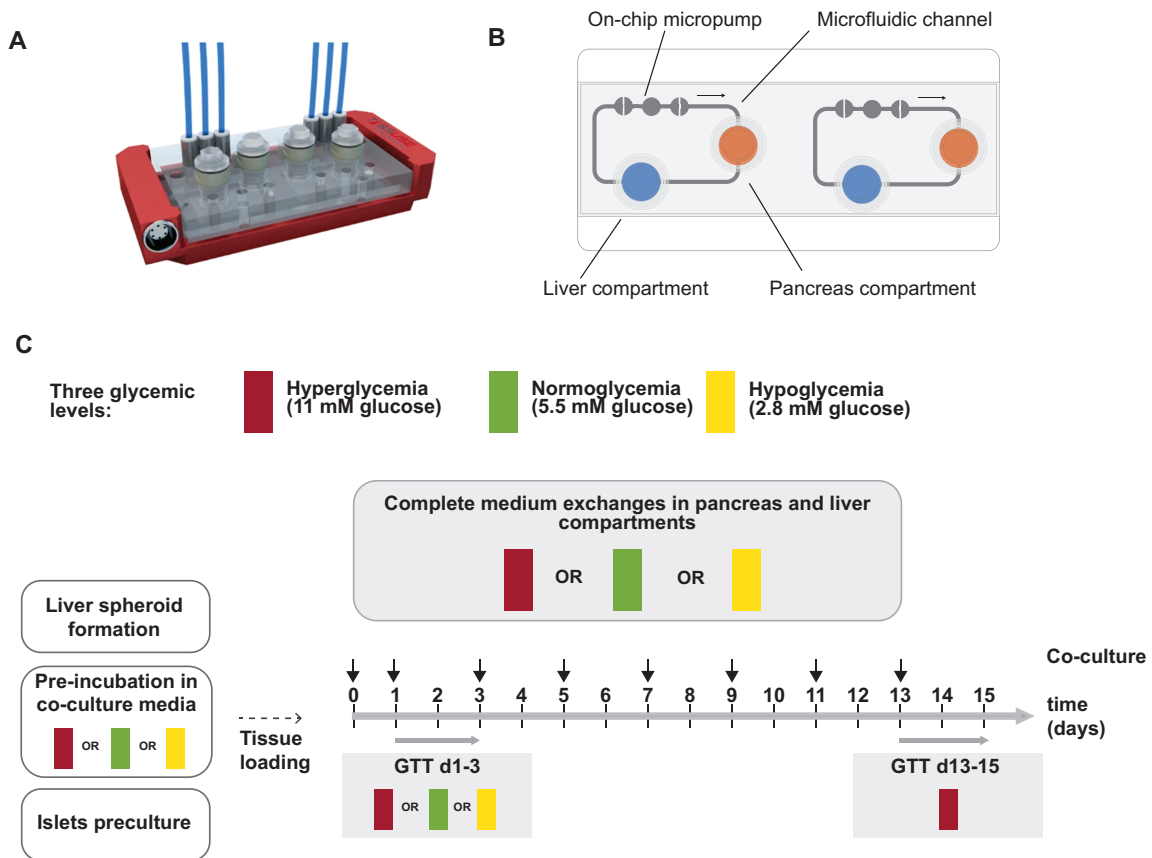 A
TISSUSE
B
On-chip micropump
Microfluidic channel
Liver compartment
Pancreas compartment
C
Three glycemic
levels:
Hyperglycemia
(11 mM glucose)
Normoglycemia
(5.5 mM glucose)
Hypoglycemia
(2.8 mM glucose)
Complete medium exchanges in pancreas and liver
compartments
OR
OR
Liver spheroid
formation
Pre-incubation in
co-culture media
OR
OR
Islets preculture
Tissue
loading
0 1 2 3 4 5 6 7 8 9 10 11 12 13 14 15
Co-culture
time
(days)
GTT d1-3
OR
OR
GTT d13-15